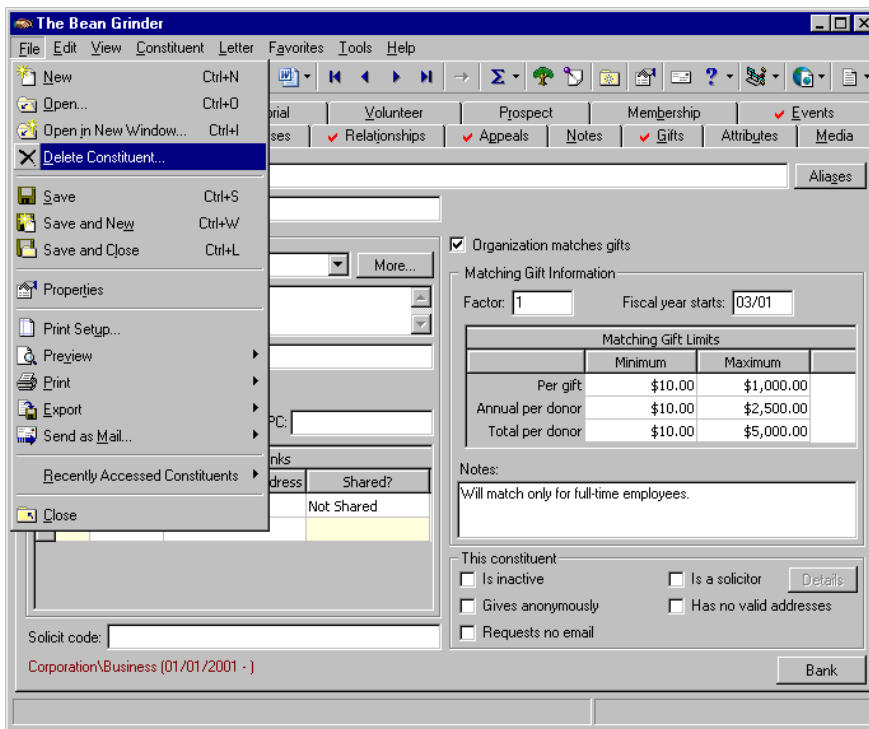 The Bean Grinder
File Edit View Constituent Letter Favorites Tools Help
New Ctrl+N
Open... Ctrl+O
Open in New Window... Ctrl+I
Delete Constituent...
Save Ctrl+S
Save and New Ctrl+W
Save and Close Ctrl+L
Properties
Print Setup...
Preview
Print
Export
Send as Mail...
Recently Accessed Constituents
Close
rial Volunteer Prospect Membership Events
ses Relationships Appeals Notes Gifts Attributes Media
Aliases
More...
PC:
nks
dress Shared?
Not Shared
Solicit code:
Corporation\Business (01/01/2001 - )
Organization matches gifts
Matching Gift Information
Factor: 1 Fiscal year starts: 03/01
Matching Gift Limits
Minimum Maximum
Per gift $10.00 $1,000.00
Annual per donor $10.00 $2,500.00
Total per donor $10.00 $5,000.00
Notes:
Will match only for full-time employees.
This constituent
Is inactive Is a solicitor Details
Gives anonymously Has no valid addresses
Requests no email
Bank